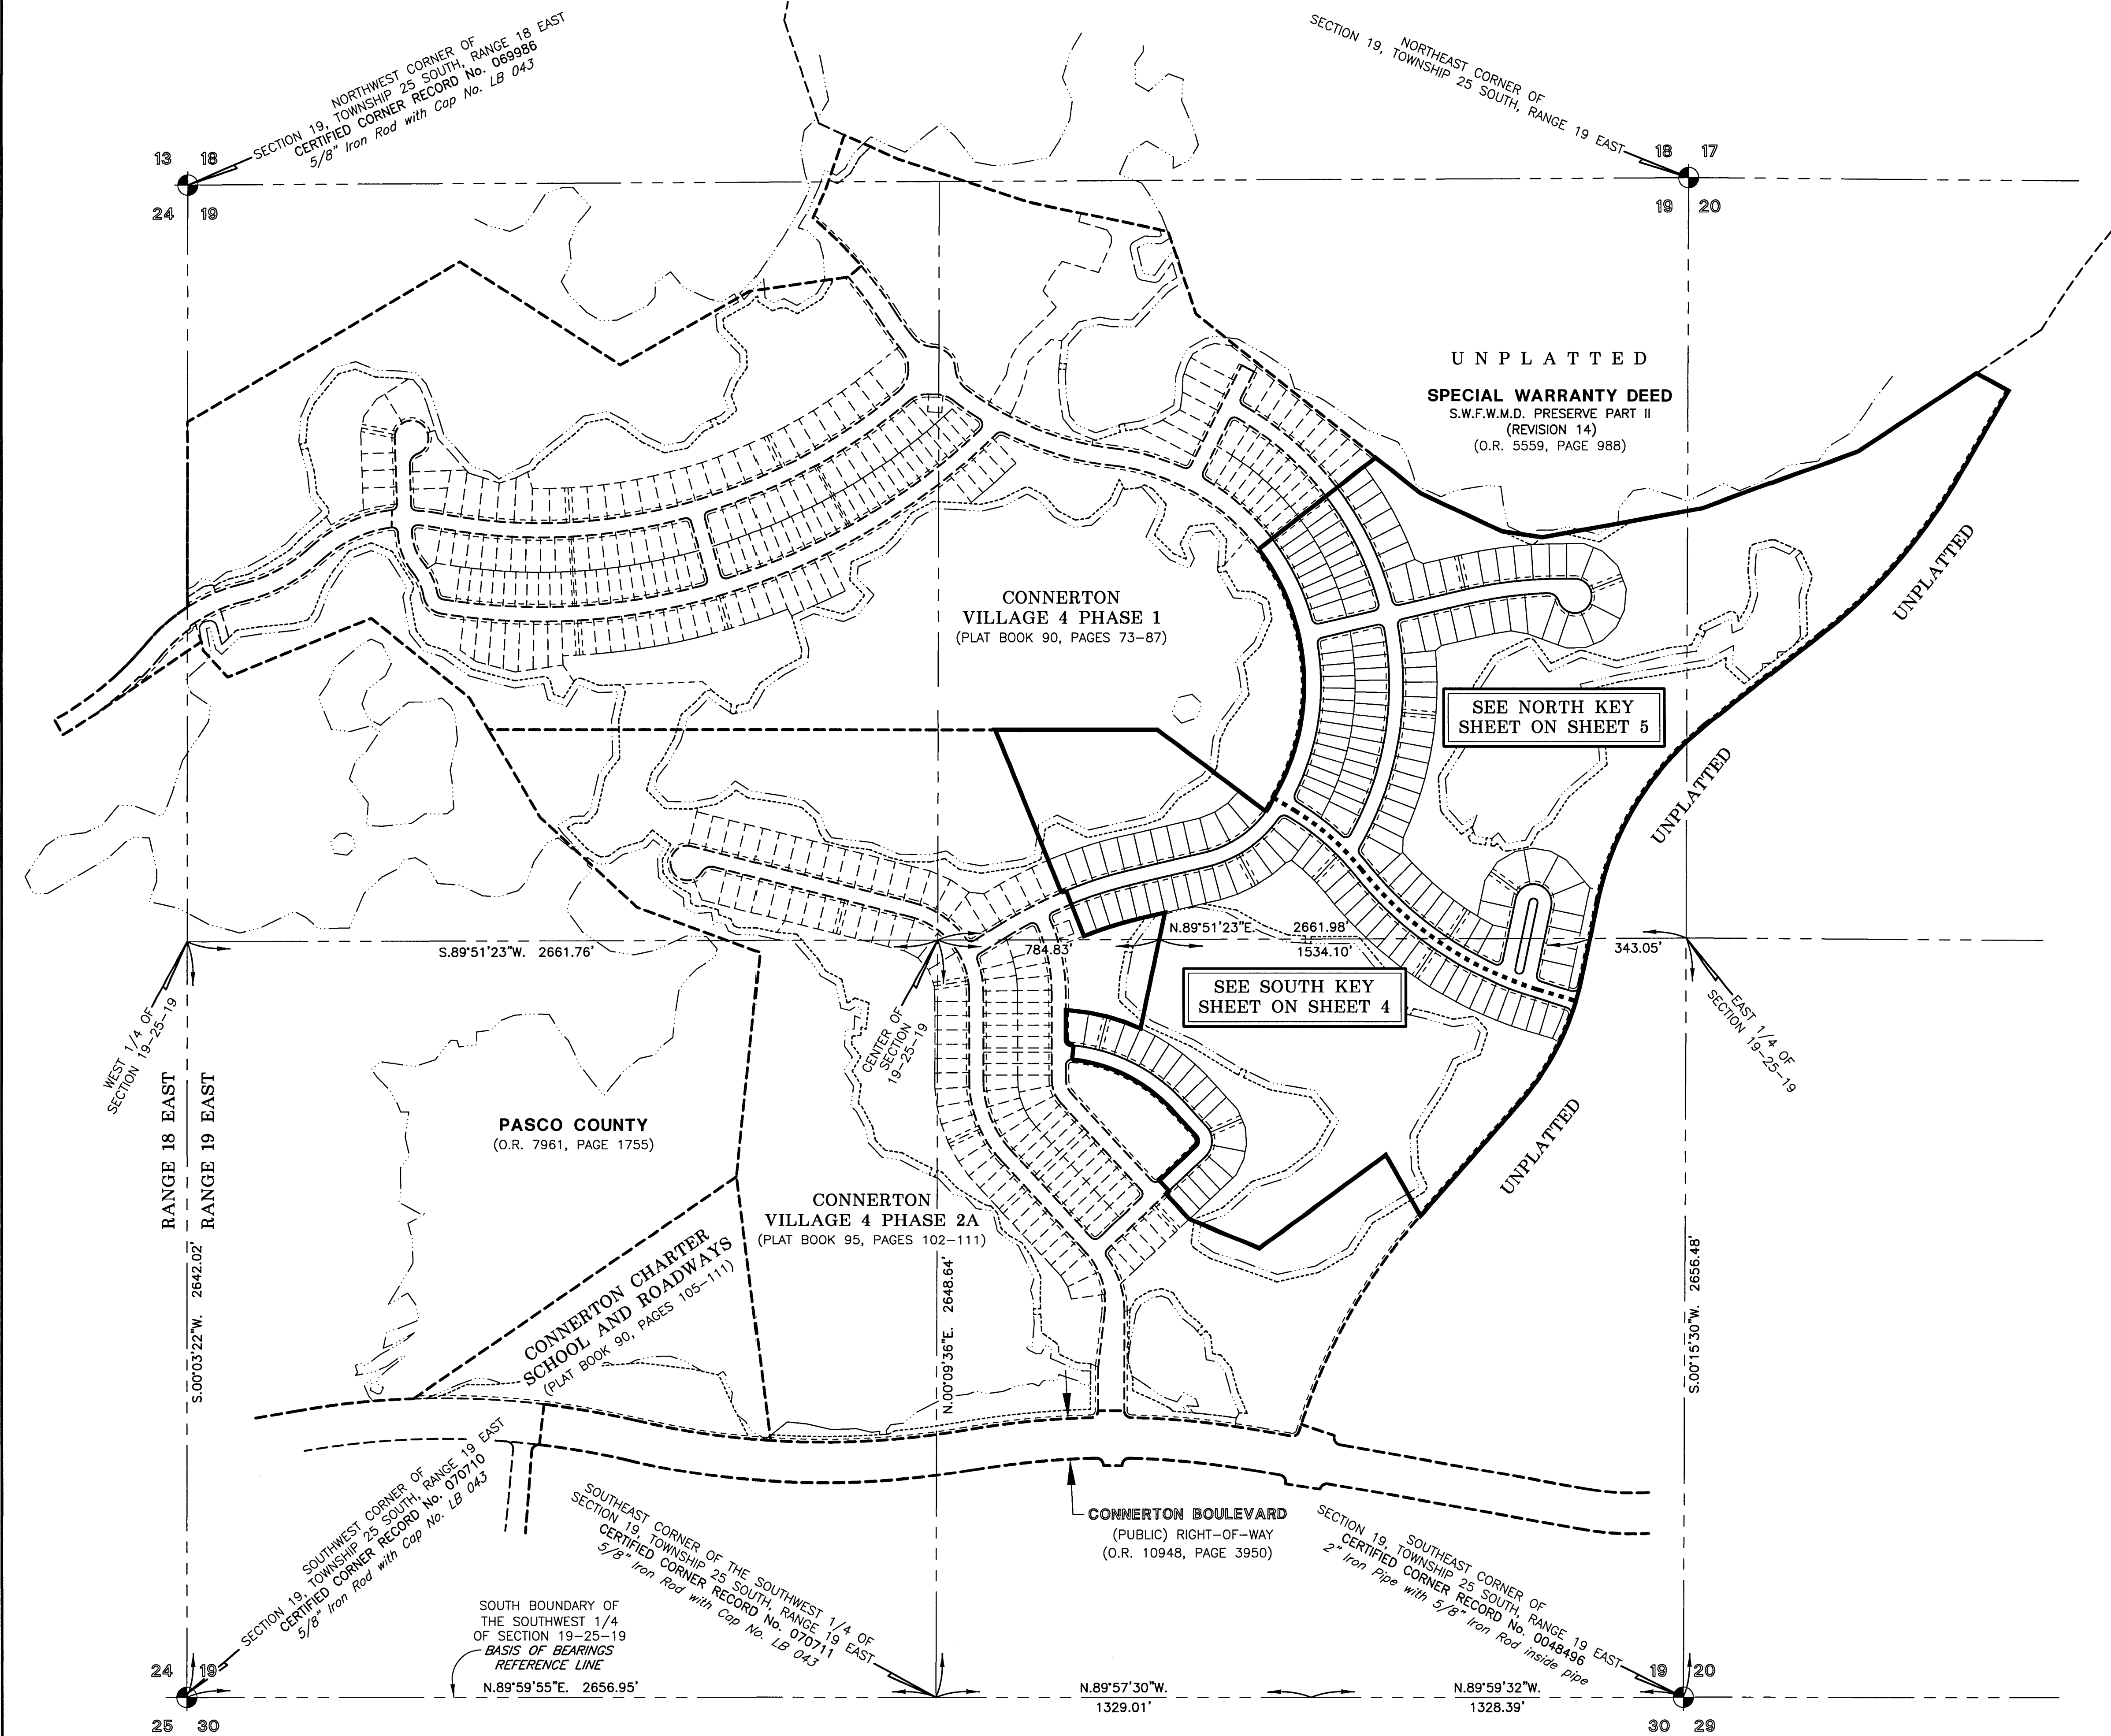 NORTHWEST CORNER OF
SECTION 19, TOWNSHIP 25 SOUTH, RANGE 18 EAST
CERTIFIED CORNER RECORD No. 069986
5/8" Iron Rod with Cap No. LB 043
13 18
24 19
NORTHEAST CORNER OF
SECTION 19, TOWNSHIP 25 SOUTH, RANGE 19 EAST
18 17
19 20
UNPLATTED
SPECIAL WARRANTY DEED
S.W.F.W.M.D. PRESERVE PART II
(REVISION 14)
(O.R. 5559, PAGE 988)
UNPLATTED
CONNERTON
VILLAGE 4 PHASE 1
(PLAT BOOK 90, PAGES 73-87)
SEE NORTH KEY
SHEET ON SHEET 5
UNPLATTED
S.89°51'23"W. 2661.76'
784.83'
N.89°51'23"E. 2661.98'
1534.10'
343.05'
SEE SOUTH KEY
SHEET ON SHEET 4
WEST 1/4 OF
SECTION 19-25-19
CENTER OF
SECTION
19-25-19
EAST 1/4 OF
SECTION 19-25-19
RANGE 18 EAST
RANGE 19 EAST
PASCO COUNTY
(O.R. 7961, PAGE 1755)
UNPLATTED
CONNERTON
VILLAGE 4 PHASE 2A
(PLAT BOOK 95, PAGES 102-111)
CONNERTON CHARTER
SCHOOL AND ROADWAYS
(PLAT BOOK 90, PAGES 105-111)
S.00°03'22"W. 2642.02'
N.00°09'36"E. 2648.64'
S.00°15'30"W. 2656.48'
CONNERTON BOULEVARD
(PUBLIC) RIGHT-OF-WAY
(O.R. 10948, PAGE 3950)
SOUTHWEST CORNER OF
SECTION 19, TOWNSHIP 25 SOUTH, RANGE 19 EAST
CERTIFIED CORNER RECORD No. 070710
5/8" Iron Rod with Cap No. LB 043
SOUTHEAST CORNER OF THE SOUTHWEST 1/4 OF
SECTION 19, TOWNSHIP 25 SOUTH, RANGE 19 EAST
CERTIFIED CORNER RECORD No. 070711
5/8" Iron Rod with Cap No. LB 043
SOUTHEAST CORNER OF
SECTION 19, TOWNSHIP 25 SOUTH, RANGE 19 EAST
CERTIFIED CORNER RECORD No. 0048496
2" Iron Pipe with 5/8" Iron Rod inside pipe
SOUTH BOUNDARY OF
THE SOUTHWEST 1/4
OF SECTION 19-25-19
BASIS OF BEARINGS
REFERENCE LINE
24 19
25 30
N.89°59'55"E. 2656.95'
N.89°57'30"W.
1329.01'
N.89°59'32"W.
1328.39'
19 20
30 29